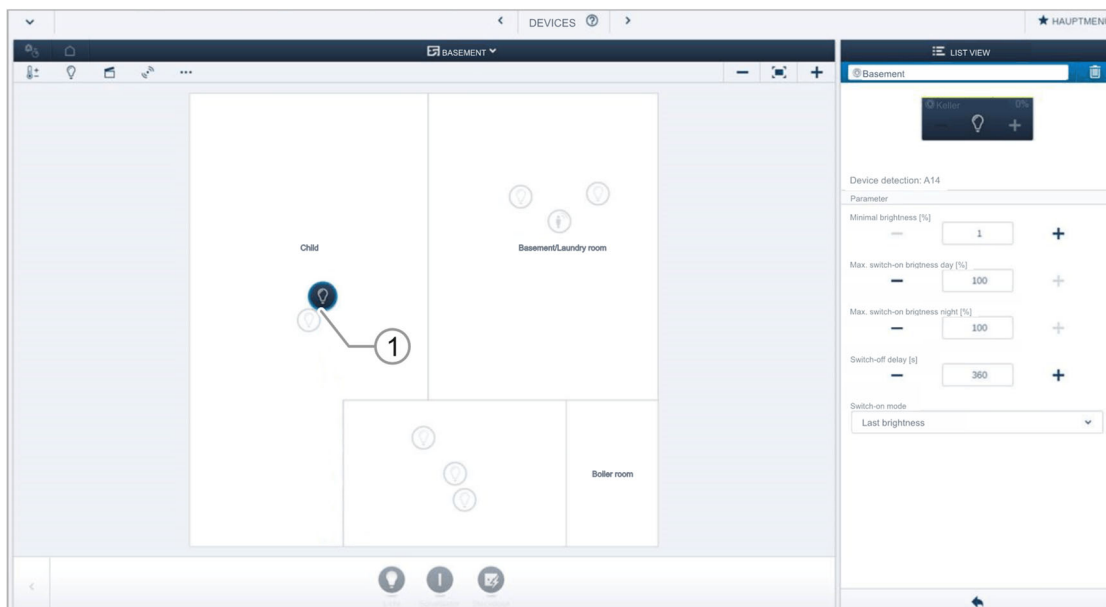 DEVICES
HAUPTMENÜ
BASEMENT
LIST VIEW
Basement
Keller 0%
Device detection: A14
Parameter
Minimal brightness [%]
1
Max. switch-on brigtness day [%]
100
Max. switch-on brigtness night [%]
100
Switch-off delay [s]
360
Switch-on mode
Last brightness
Child
Basement/Laundry room
1
Boiler room